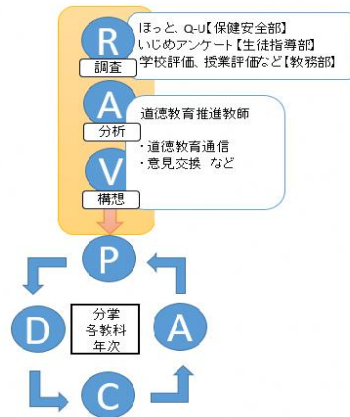 R
調査
ほっと、Q-U【保健安全部】
いじめアンケート【生徒指導部】
学校評価、授業評価など【教務部】
A
分析
V
構想
道徳教育推進教師
・道徳教育通信
・意見交換 など
P
D
分掌
各教科
年次
A
C